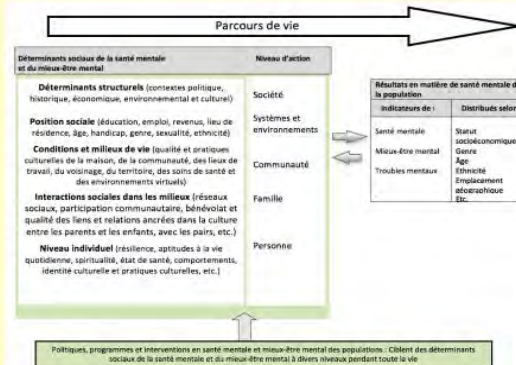 Parcours de vie
Déterminants sociaux de la santé mentale
et du mieux-être mental
Niveau d'action
Déterminants structurels (contextes politique,
historique, économique, environnemental et culturel)
Position sociale (éducation, emploi, revenus, lieu de
résidence, âge, handicap, genre, sexualité, ethnicité)
Conditions et milieux de vie (qualité et pratiques
culturelles de la maison, de la communauté, des lieux de
travail, du voisinage, du territoire, des soins de santé et
des environnements virtuels)
Interactions sociales dans les milieux (réseaux
sociaux, participation communautaire, bénévolat et
qualité des liens et relations ancrées dans la culture
entre les parents et les enfants, avec les pairs, etc.)
Niveau individuel (résilience, aptitudes à la vie
quotidienne, spiritualité, état de santé, comportements,
identité culturelle et pratiques culturelles, etc.)
Société
Systèmes et
environnements
Communauté
Famille
Personne
Résultats en matière de santé mentale d
la population
Indicateurs de :
Distribués selon
Santé mentale
Mieux-être mental
Troubles mentaux
Statut
socioéconomique
Genre
Âge
Ethnicité
Emplacement
géographique
Etc.
Politiques, programmes et interventions en santé mentale et mieux-être mental des populations : Ciblent des déterminants
sociaux de la santé mentale et du mieux-être mental à divers niveaux pendant toute la vie